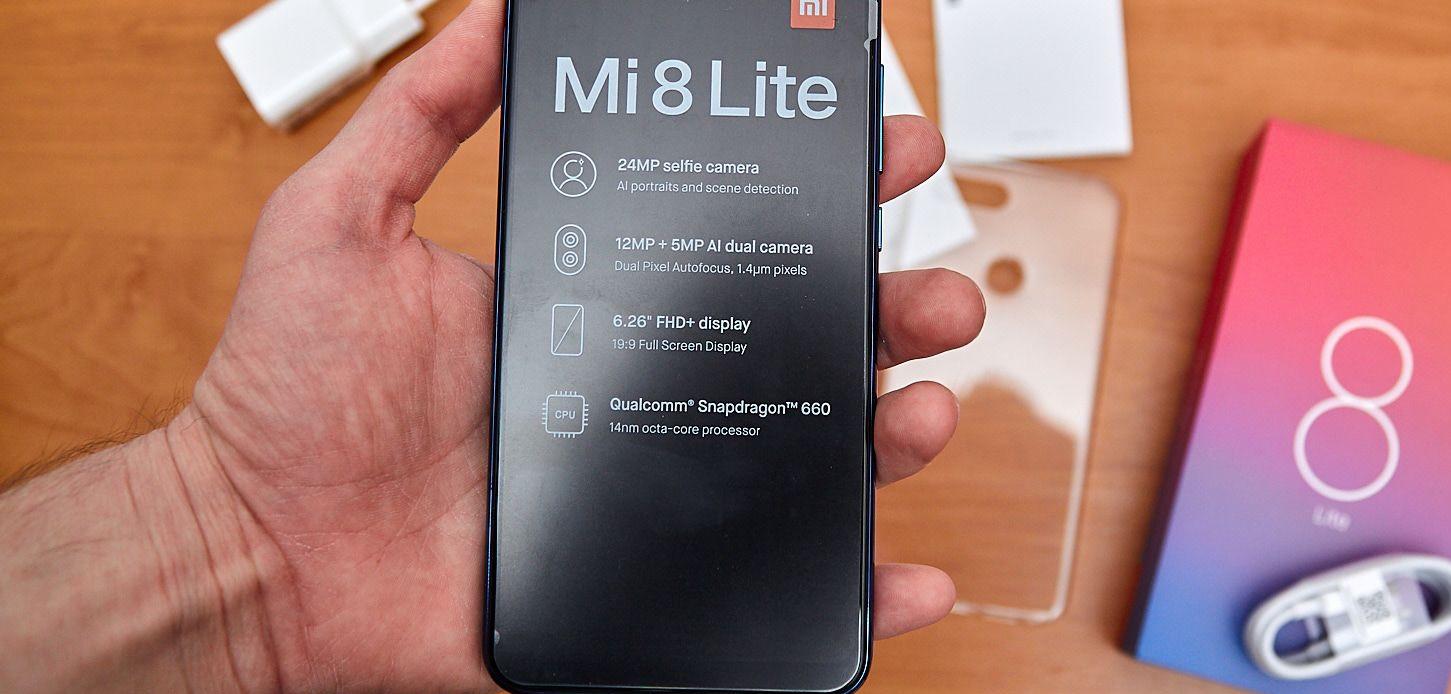 mi
Mi 8 Lite
24MP selfie camera
AI portraits and scene detection
12MP + 5MP AI dual camera
Dual Pixel Autofocus, 1.4µm pixels
6.26" FHD+ display
19:9 Full Screen Display
CPU
Qualcomm® Snapdragon™ 660
14nm octa-core processor
8
Lite